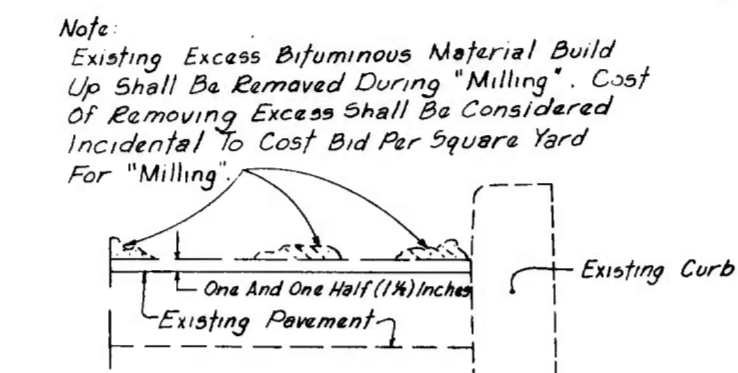 Note:
Existing Excess Bituminous Material Build
Up Shall Be Removed During "Milling". Cost
Of Removing Excess Shall Be Considered
Incidental To Cost Bid Per Square Yard
For "Milling".
One And One Half (1½) Inches
Existing Curb
Existing Pavement